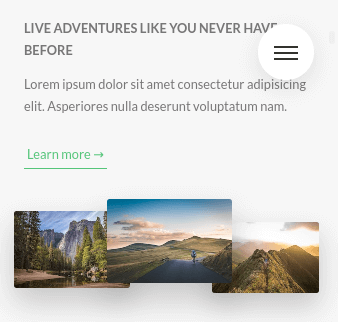 LIVE ADVENTURES LIKE YOU NEVER HAVE
BEFORE
Lorem ipsum dolor sit amet consectetur adipisicing
elit. Asperiores nulla deserunt voluptatum nam.
Learn more →